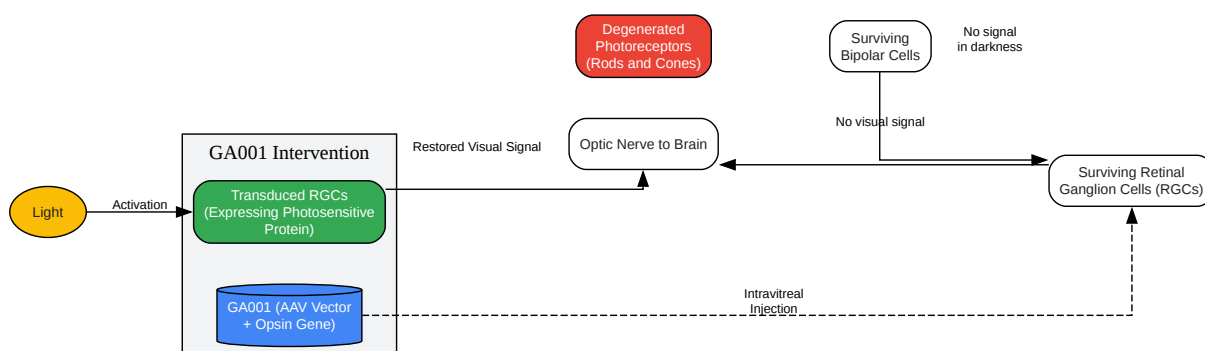 Degenerated
Photoreceptors
(Rods and Cones)
Surviving
Bipolar Cells
No signal
in darkness
No visual signal
GA001 Intervention
Restored Visual Signal
Optic Nerve to Brain
Surviving Retinal
Ganglion Cells (RGCs)
Light
Activation
Transduced RGCs
(Expressing Photosensitive
Protein)
GA001 (AAV Vector
+ Opsin Gene)
Intravitreal
Injection